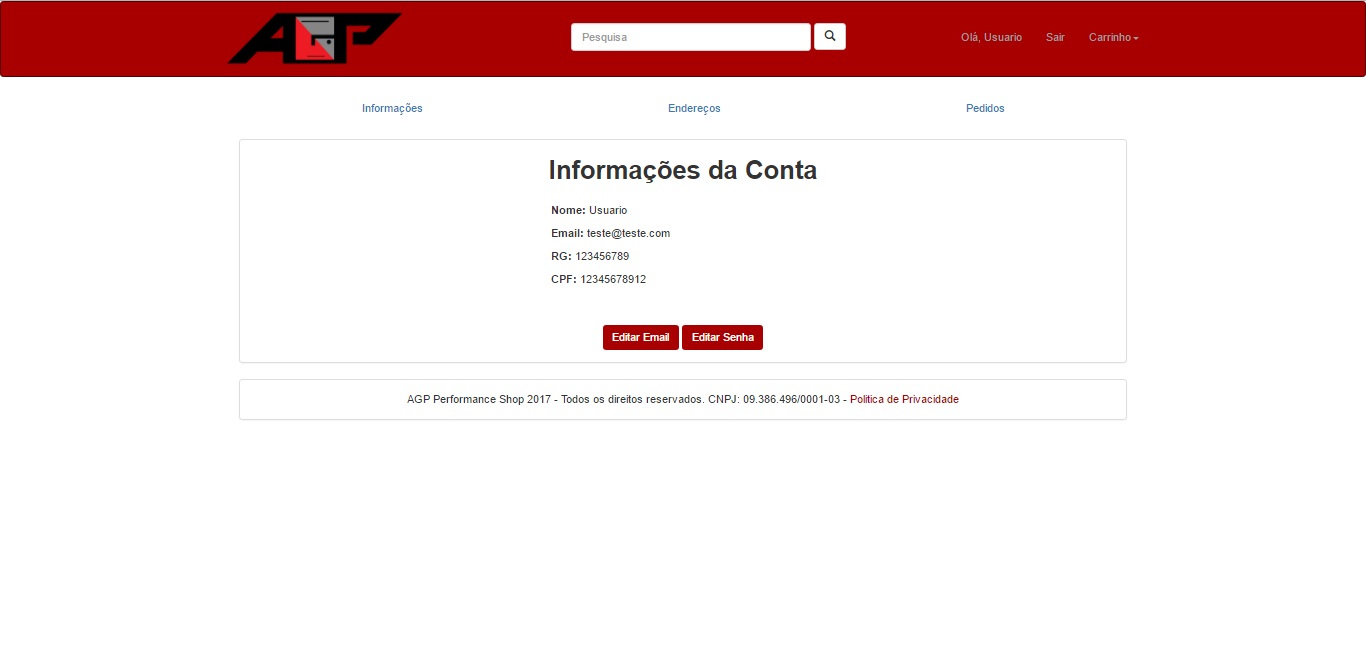 AGP
Pesquisa
Olá, Usuario Sair Carrinho
Informações Endereços Pedidos
Informações da Conta
Nome: Usuario
Email: teste@teste.com
RG: 123456789
CPF: 12345678912
Editar Email Editar Senha
AGP Performance Shop 2017 - Todos os direitos reservados. CNPJ: 09.386.496/0001-03 - Politica de Privacidade